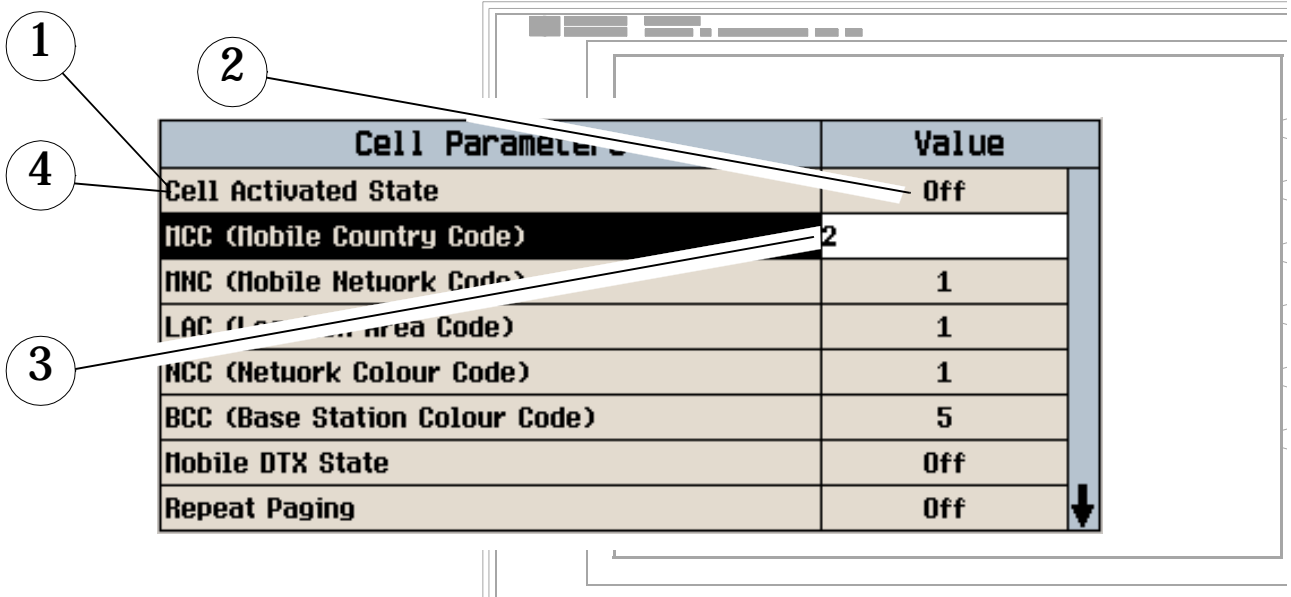 1
2
4
3
Cell Parameters Value
Cell Activated State Off
MCC (Mobile Country Code) 2
MNC (Mobile Network Code) 1
LAC (Location Area Code) 1
NCC (Network Colour Code) 1
BCC (Base Station Colour Code) 5
Mobile DTX State Off
Repeat Paging Off